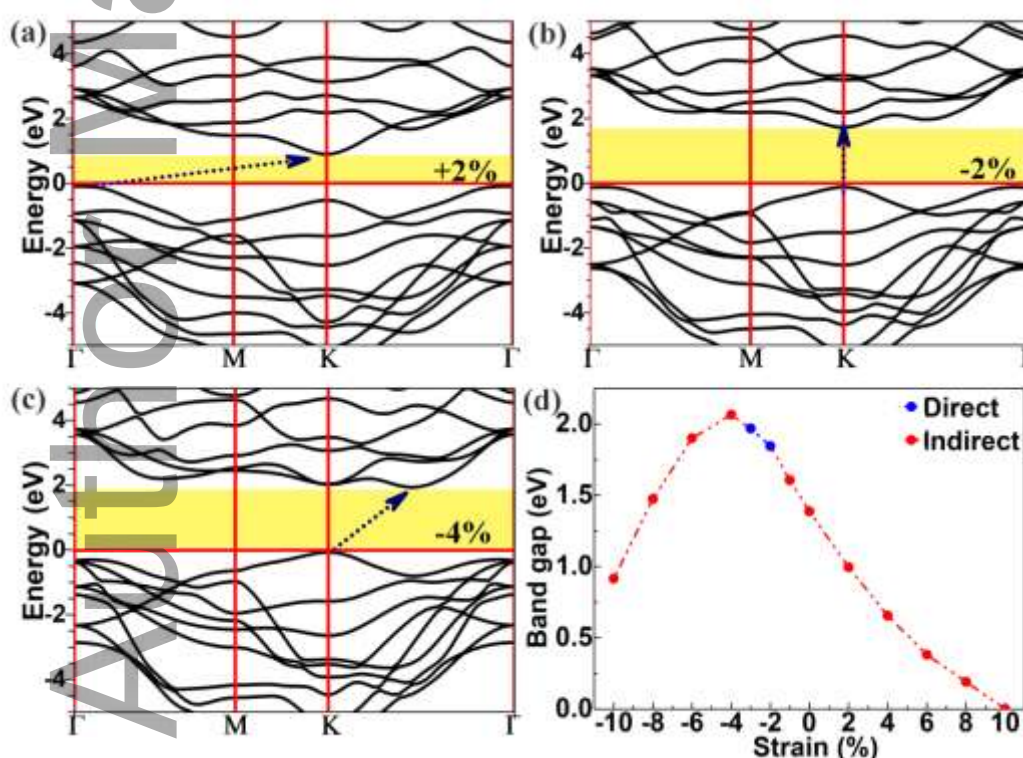 (a)
4
2
0
-2
-4
Energy (eV)
+2%
Γ M K Γ
(b)
4
2
0
-2
-4
Energy (eV)
-2%
Γ M K
(c)
4
2
0
-2
-4
Energy (eV)
-4%
Γ M K Γ
(d)
Direct
Indirect
2.0
1.5
1.0
0.5
0.0
Band gap (eV)
-10 -8 -6 -4 -2 0 2 4 6 8 10
Strain (%)
Author Ma